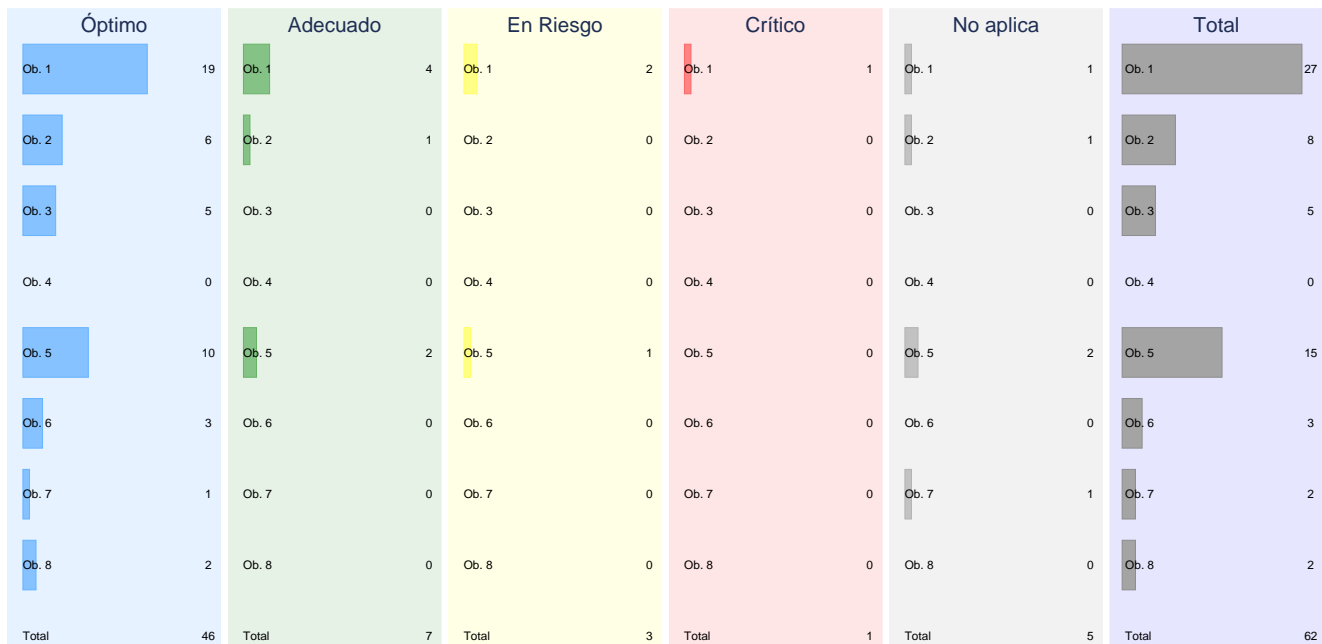 Óptimo Adecuado En Riesgo Crítico No aplica Total
Ob. 1 19 Ob. 1 4 Ob. 1 2 Ob. 1 1 Ob. 1 1 Ob. 1 27
Ob. 2 6 Ob. 2 1 Ob. 2 0 Ob. 2 0 Ob. 2 1 Ob. 2 8
Ob. 3 5 Ob. 3 0 Ob. 3 0 Ob. 3 0 Ob. 3 0 Ob. 3 5
Ob. 4 0 Ob. 4 0 Ob. 4 0 Ob. 4 0 Ob. 4 0 Ob. 4 0
Ob. 5 10 Ob. 5 2 Ob. 5 1 Ob. 5 0 Ob. 5 2 Ob. 5 15
Ob. 6 3 Ob. 6 0 Ob. 6 0 Ob. 6 0 Ob. 6 0 Ob. 6 3
Ob. 7 1 Ob. 7 0 Ob. 7 0 Ob. 7 0 Ob. 7 1 Ob. 7 2
Ob. 8 2 Ob. 8 0 Ob. 8 0 Ob. 8 0 Ob. 8 0 Ob. 8 2
Total 46 Total 7 Total 3 Total 1 Total 5 Total 62